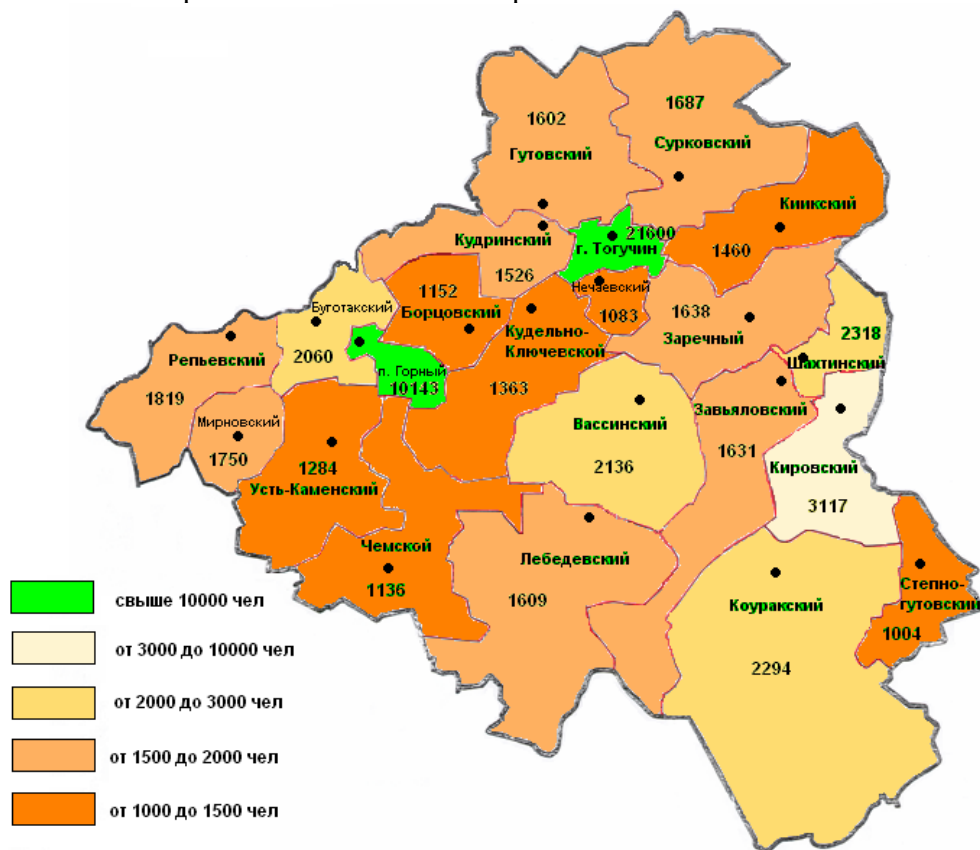 1687
1602
Сурковский
Гутовский
Киикский
21600
Кудринский
г. Тогучин
1460
1526
Нечаевский
1152
1083
1638
Буготакский
Борцовский
Кудельно-
Ключевской
Заречный
2318
2060
Репьевский
п. Горный
10143
1363
Шахтинский
1819
Мирновский
1750
Вассинский
2136
Завьяловский
1631
1284
Усть-Каменский
Кировский
3117
Чемской
1136
Лебедевский
1609
Коуракский
2294
Степно-
гутовский
1004
свыше 10000 чел
от 3000 до 10000 чел
от 2000 до 3000 чел
от 1500 до 2000 чел
от 1000 до 1500 чел